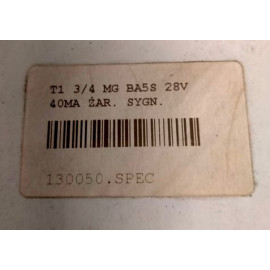 T1 3/4 MG BA5S 28V
40MA ŻAR. SYGN.
130050.SPEC